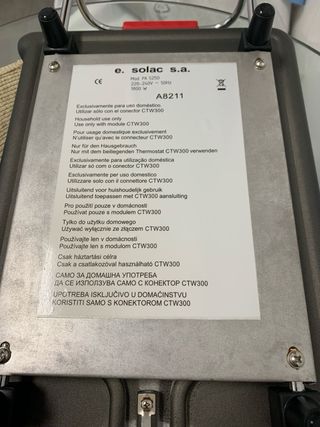 e. solac s.a.
Mod. PA 5250
220-240V ~ 50Hz
1800 W
CE
A8211
Exclusivamente para uso doméstico
Utilizar sólo con el conector CTW300
Household use only
Use only with module CTW300
Pour usage domestique exclusivement
N'utiliser qu'avec le connecteur CTW300
Nur für den Hausgebrauch
Nur mit dem beiliegenden Thermostat CTW300 verwenden
Exclusivamente para utilização doméstica
Utilizar só com o conector CTW300
Esclusivamente per uso domestico
Utilizzare solo con il connettore CTW300
Uitsluitend voor huishoudelijk gebruik
Uitsluitend toepassen met CTW300 aansluiting
Pro použití pouze v domácnosti
Používat pouze s modulem CTW300
Tylko do użytku domowego
Używać wyłącznie ze złączem CTW300
Používajte len v domácnosti
Používajte len s modulom CTW300
Csak háztartási célra
Csak a csatlakozóval használható CTW300
САМО ЗА ДОМАШНА УПОТРЕБА
ДА СЕ ИЗПОЛЗУВА САМО С КОНЕКТОР CTW300
UPOTREBA ISKLJUČIVO U DOMAĆINSTVU
KORISTITI SAMO S KONEKTOROM CTW300